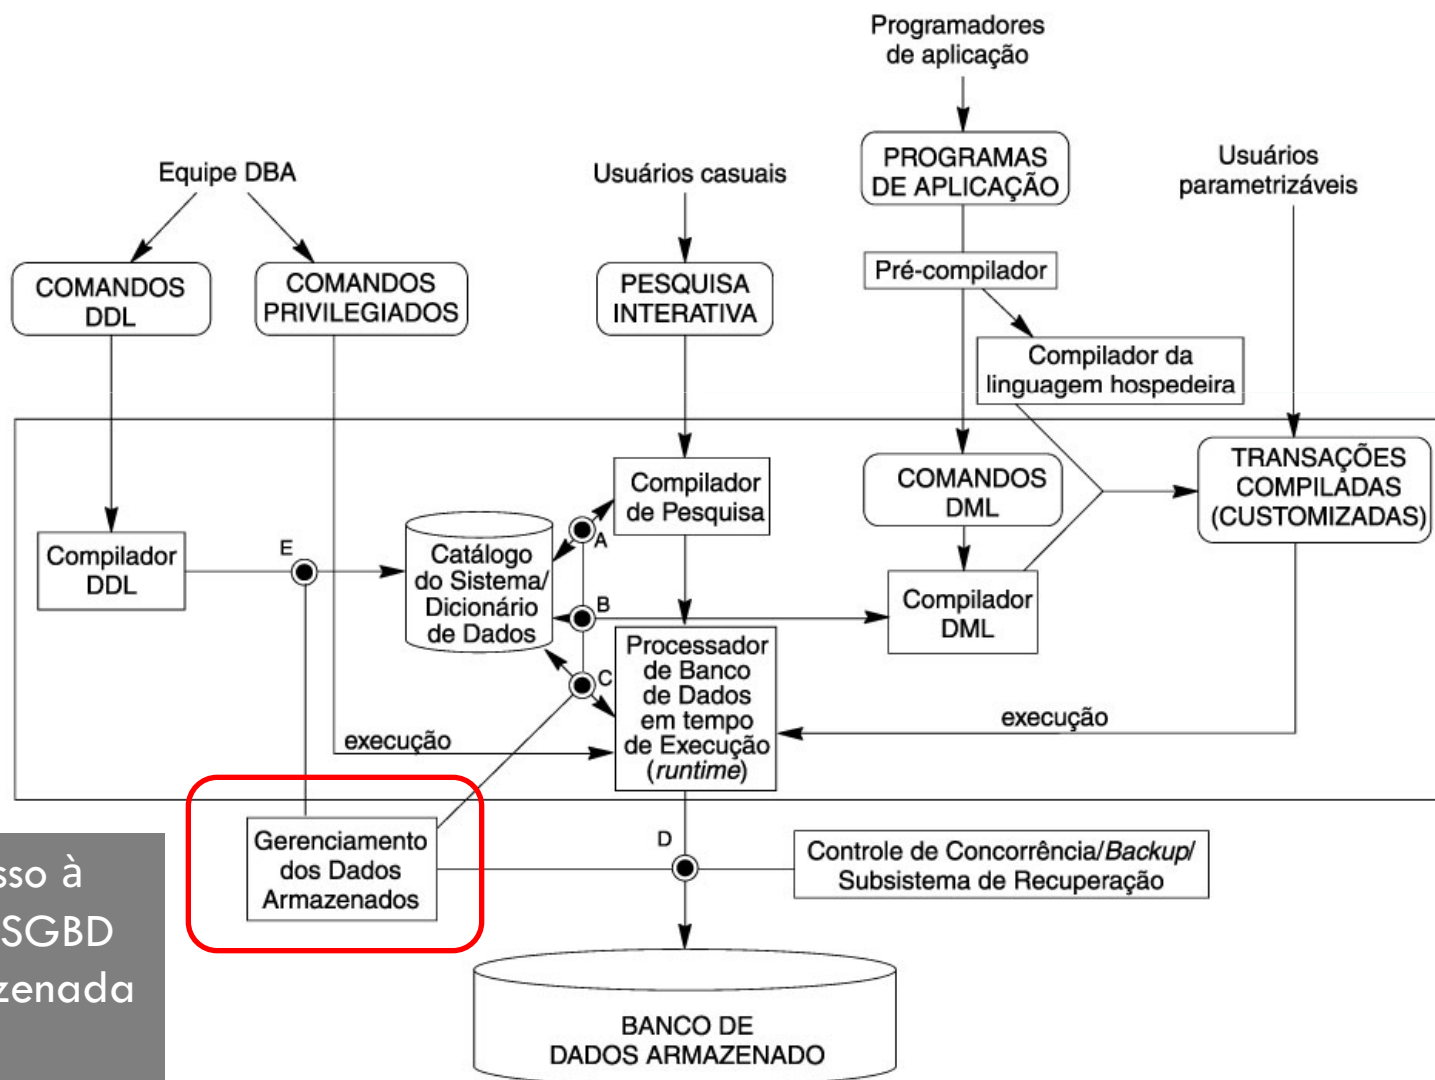 Programadores
de aplicação
Equipe DBA
Usuários casuais
PROGRAMAS
DE APLICAÇÃO
Usuários
parametrizáveis
COMANDOS
DDL
COMANDOS
PRIVILEGIADOS
PESQUISA
INTERATIVA
Pré-compilador
Compilador da
linguagem hospedeira
Compilador
DDL
E
Catálogo
do Sistema/
Dicionário
de Dados
A
B
C
Compilador
de Pesquisa
COMANDOS
DML
TRANSAÇÕES
COMPILADAS
(CUSTOMIZADAS)
Compilador
DML
Processador
de Banco
de Dados
em tempo
de Execução
(runtime)
execução
execução
Gerenciamento
dos Dados
Armazenados
D
Controle de Concorrência/Backup/
Subsistema de Recuperação
à
SGBD
BANCO DE
DADOS ARMAZENADO